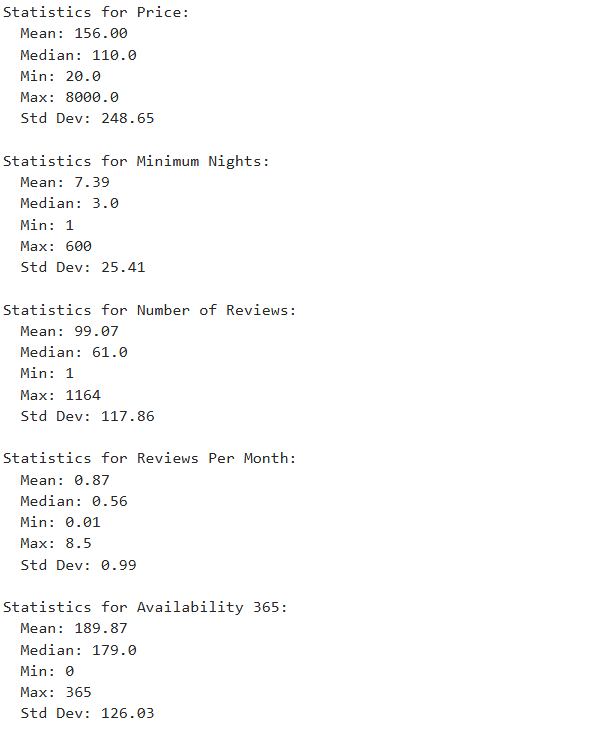 Statistics for Price:
Mean: 156.00
Median: 110.0
Min: 20.0
Max: 8000.0
Std Dev: 248.65
Statistics for Minimum Nights:
Mean: 7.39
Median: 3.0
Min: 1
Max: 600
Std Dev: 25.41
Statistics for Number of Reviews:
Mean: 99.07
Median: 61.0
Min: 1
Max: 1164
Std Dev: 117.86
Statistics for Reviews Per Month:
Mean: 0.87
Median: 0.56
Min: 0.01
Max: 8.5
Std Dev: 0.99
Statistics for Availability 365:
Mean: 189.87
Median: 179.0
Min: 0
Max: 365
Std Dev: 126.03